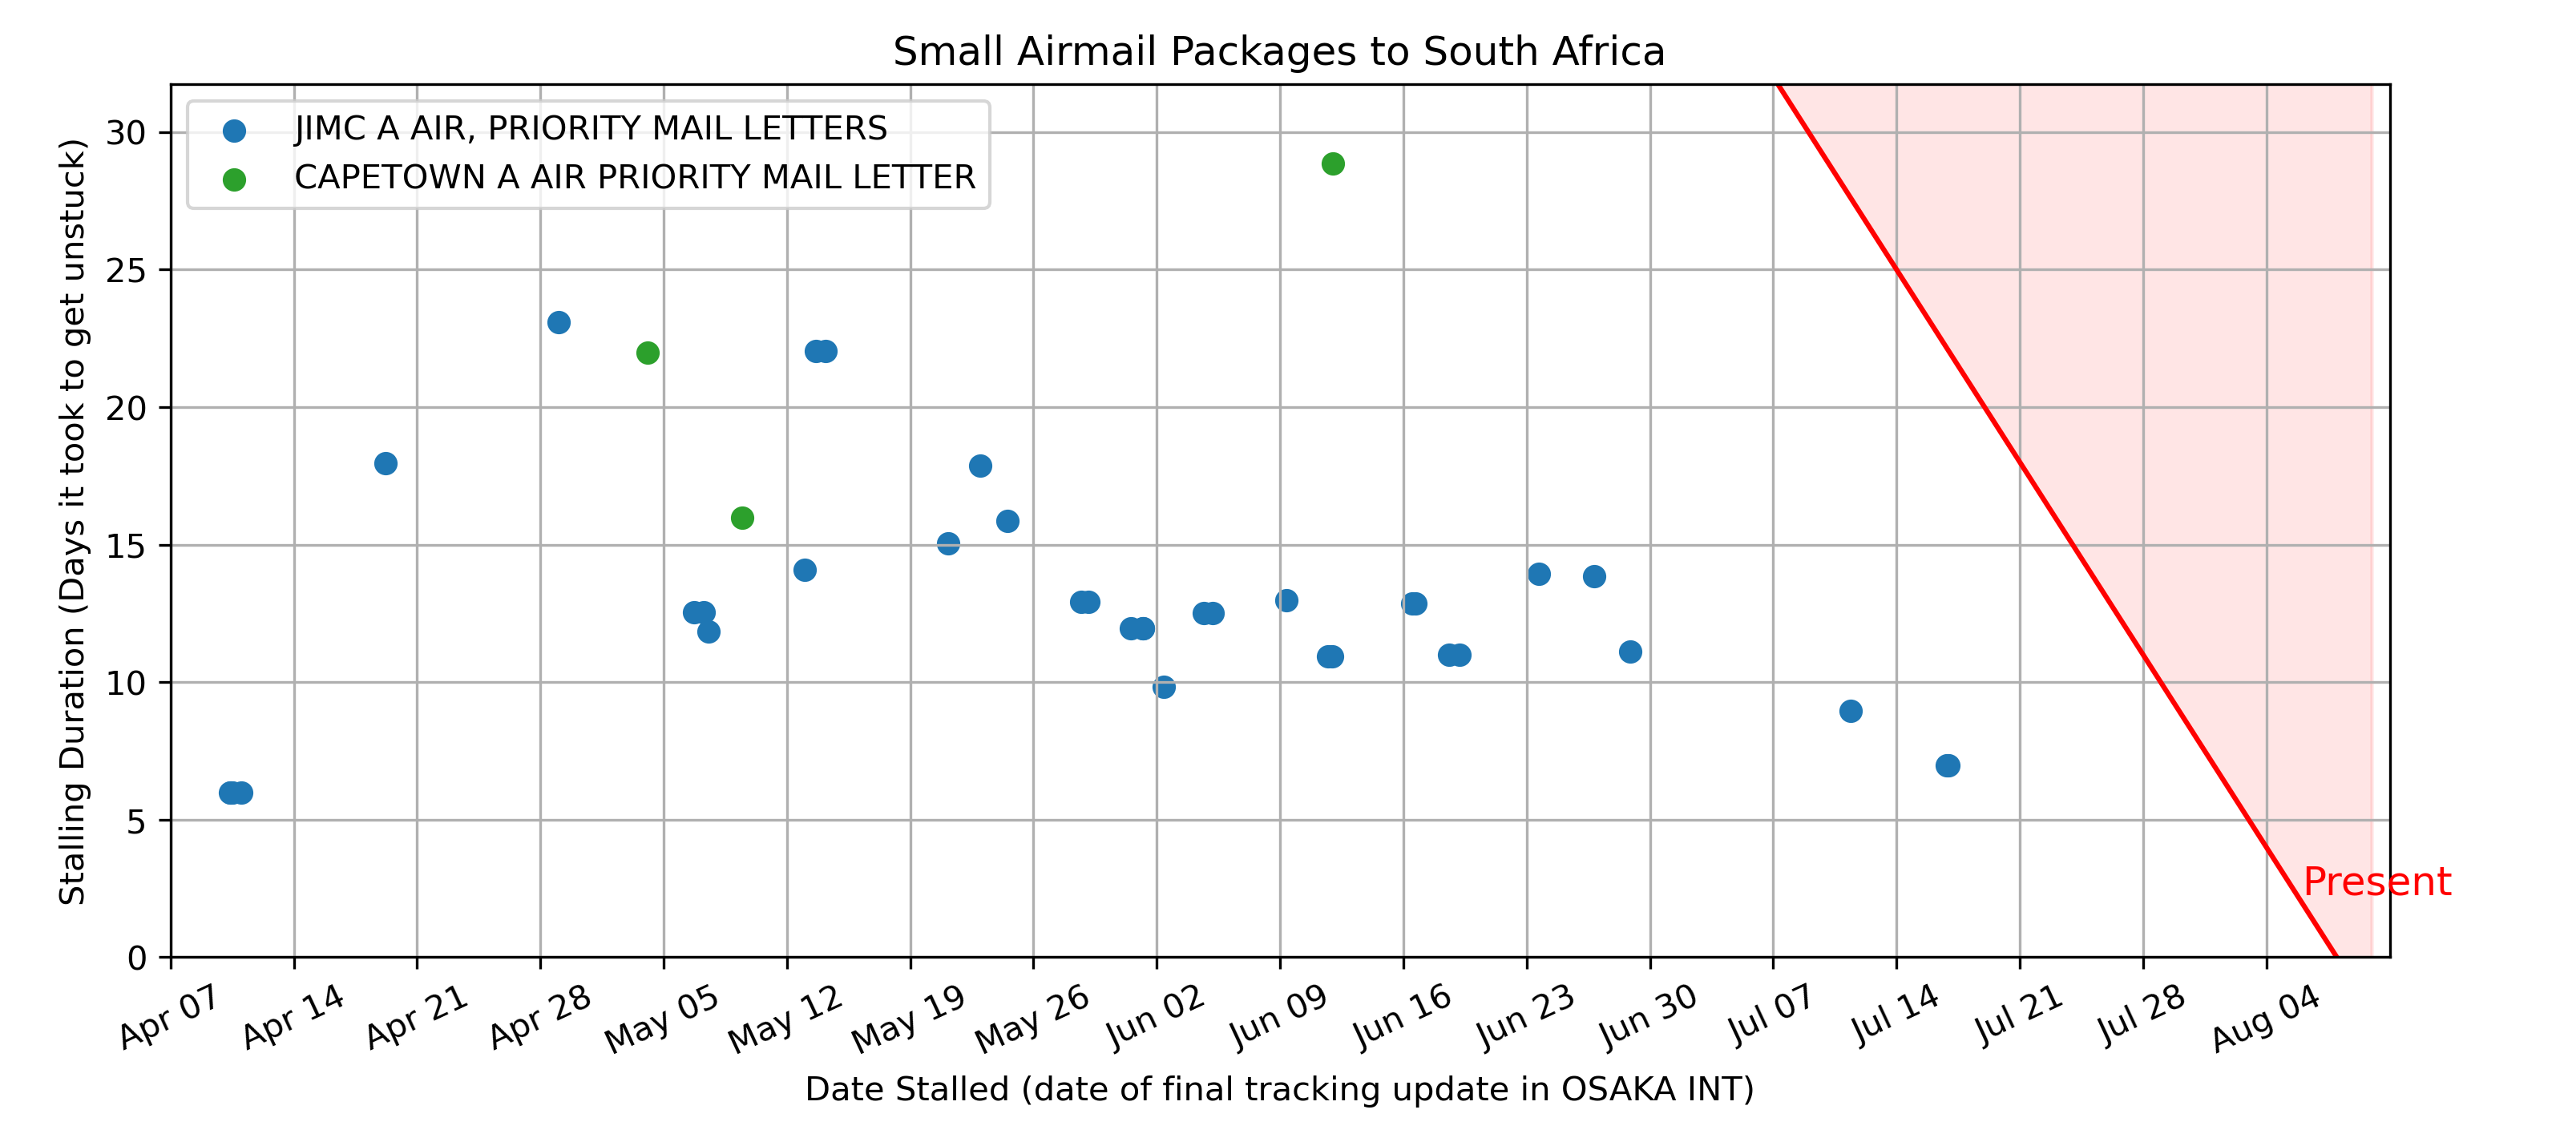 Small Airmail Packages to South Africa
JIMC A AIR, PRIORITY MAIL LETTERS
CAPETOWN A AIR PRIORITY MAIL LETTER
Stalling Duration (Days it took to get unstuck)
30
25
20
15
10
5
0
Present
Apr 07
Apr 14
Apr 21
Apr 28
May 05
May 12
May 19
May 26
Jun 02
Jun 09
Jun 16
Jun 23
Jun 30
Jul 07
Jul 14
Jul 21
Jul 28
Aug 04
Date Stalled (date of final tracking update in OSAKA INT)